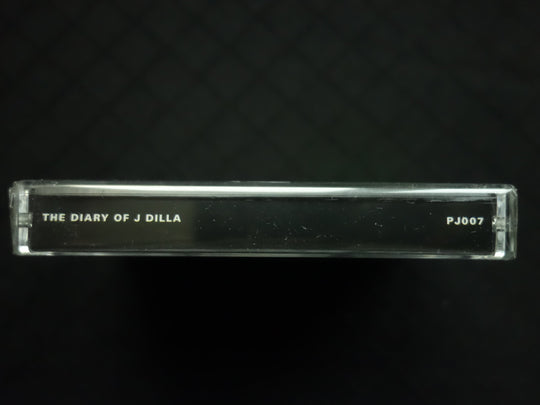 THE DIARY OF J DILLA PJ007